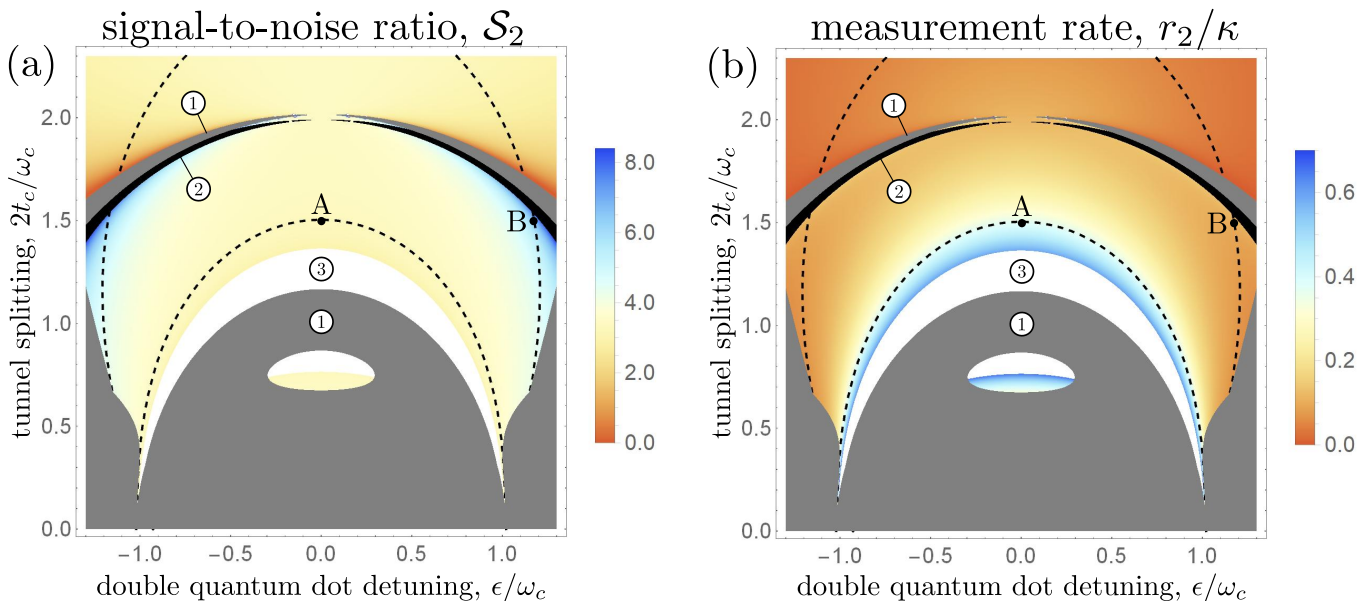 signal-to-noise ratio, 𝒮₂
(a)
tunnel splitting, 2t_c/ω_c
2.0
1.5
1.0
0.5
0.0
①
②
A
B
③
①
8.0
6.0
4.0
2.0
0.0
−1.0 −0.5 0.0 0.5 1.0
double quantum dot detuning, ϵ/ω_c
measurement rate, r₂/κ
(b)
tunnel splitting, 2t_c/ω_c
2.0
1.5
1.0
0.5
0.0
①
②
A
B
③
①
0.6
0.4
0.2
0.0
−1.0 −0.5 0.0 0.5 1.0
double quantum dot detuning, ϵ/ω_c